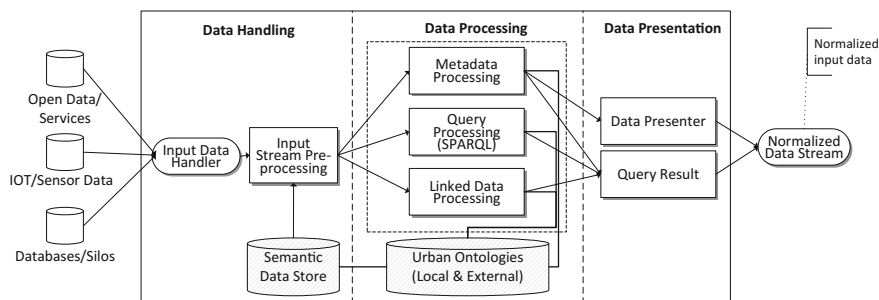 Data Handling
Data Processing
Data Presentation
Normalized
input data
Open Data/
Services
IOT/Sensor Data
Databases/Silos
Input Data
Handler
Input
Stream Pre-
processing
Metadata
Processing
Query
Processing
(SPARQL)
Linked Data
Processing
Data Presenter
Query Result
Normalized
Data Stream
Semantic
Data Store
Urban Ontologies
(Local & External)